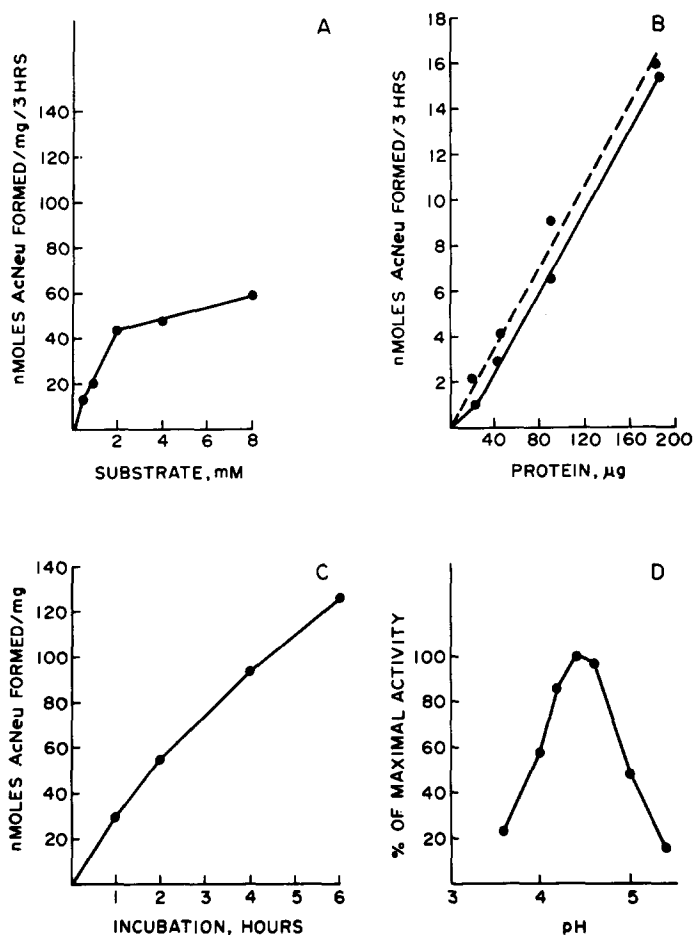 A
nMOLES AcNeu FORMED/mg/3 HRS
140
120
100
80
60
40
20
2 4 6 8
SUBSTRATE, mM
B
nMOLES AcNeu FORMED/3 HRS
18
16
14
12
10
8
6
4
2
40 80 120 160 200
PROTEIN, µg
C
nMOLES AcNeu FORMED/mg
140
120
100
80
60
40
20
1 2 3 4 5 6
INCUBATION, HOURS
D
% OF MAXIMAL ACTIVITY
100
80
60
40
20
3 4 5
pH